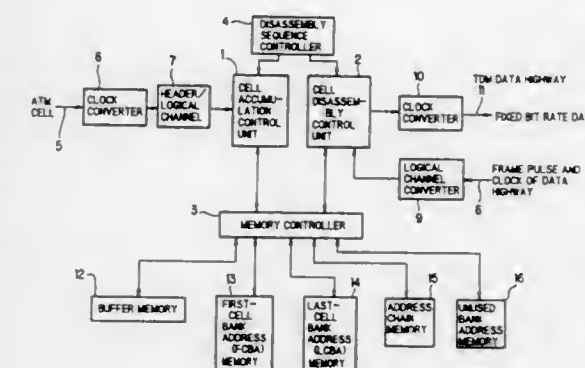 4
DISASSEMBLY
SEQUENCE
CONTROLLER
6
7
1
2
10
TDM DATA HIGHWAY
11
ATM
CELL
5
CLOCK
CONVERTER
HEADER/
LOGICAL
CHANNEL
CELL
ACCUMU-
LATION
CONTROL
UNIT
CELL
DISASSEM-
BLY
CONTROL
UNIT
CLOCK
CONVERTER
FIXED BIT RATE DA
LOGICAL
CHANNEL
CONVERTER
9
FRAME PULSE AND
CLOCK OF DATA
HIGHWAY
3
MEMORY CONTROLLER
12
BUFFER MEMORY
13
FIRST-
CELL
BANK
ADDRESS
(FCBA)
MEMORY
14
LAST-
CELL
BANK
ADDRESS
(LCBA)
MEMORY
15
ADDRESS
CHAIN
MEMORY
16
UNUSED
BANK
ADDRESS
MEMORY